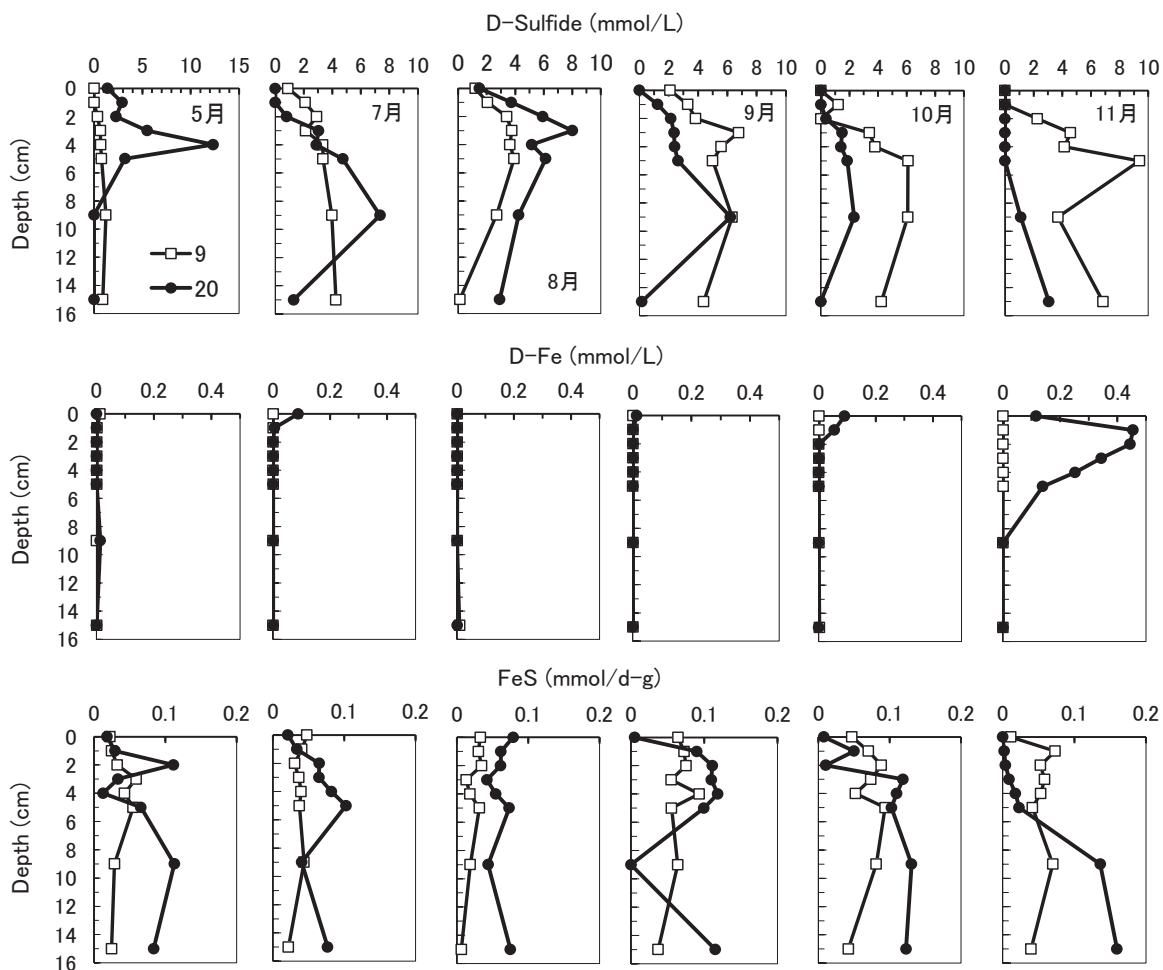 D-Sulfide (mmol/L)
0 5 10 15 0 2 4 6 8 10 0 2 4 6 8 10 0 2 4 6 8 10 0 2 4 6 8 10 0 2 4 6 8 10
0
2
4
6
8
10
12
14
16
Depth (cm)
5月 7月 8月 9月 10月 11月
9
20
D-Fe (mmol/L)
0 0.2 0.4 0 0.2 0.4 0 0.2 0.4 0 0.2 0.4 0 0.2 0.4 0 0.2 0.4
0
2
4
6
8
10
12
14
16
Depth (cm)
FeS (mmol/d-g)
0 0.1 0.2 0 0.1 0.2 0 0.1 0.2 0 0.1 0.2 0 0.1 0.2 0 0.1 0.2
0
2
4
6
8
10
12
14
16
Depth (cm)